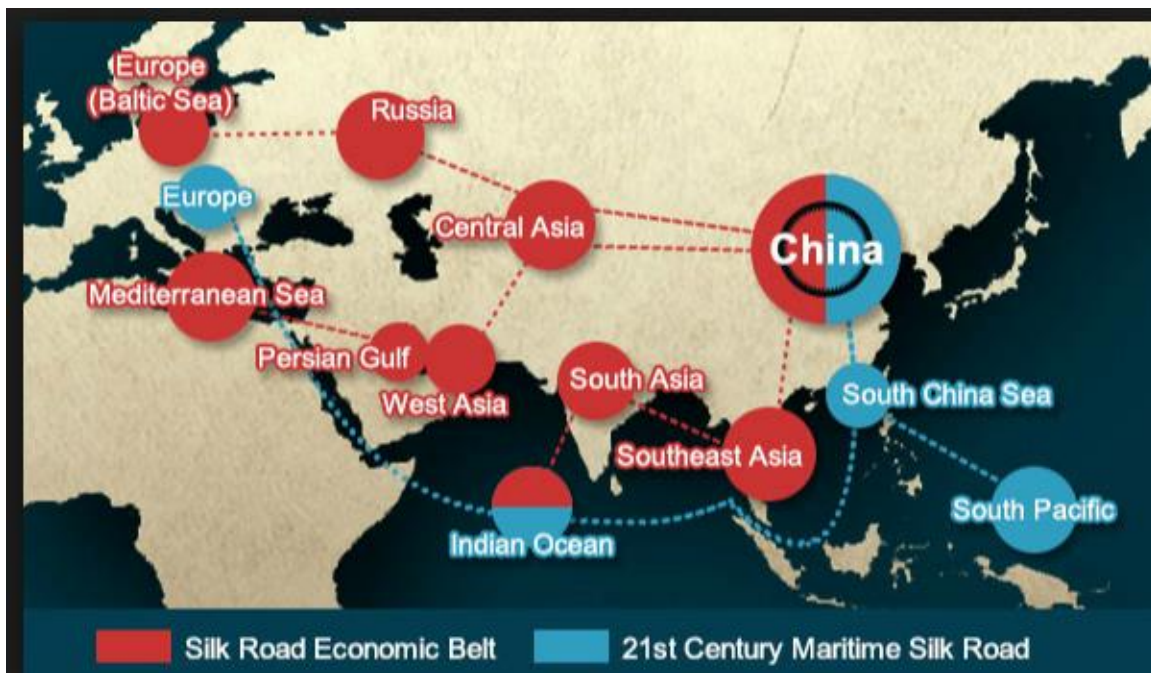 Europe
(Baltic Sea)
Russia
Europe
Central Asia
China
Mediterranean Sea
Persian Gulf
West Asia
South Asia
South China Sea
Southeast Asia
South Pacific
Indian Ocean
Silk Road Economic Belt
21st Century Maritime Silk Road